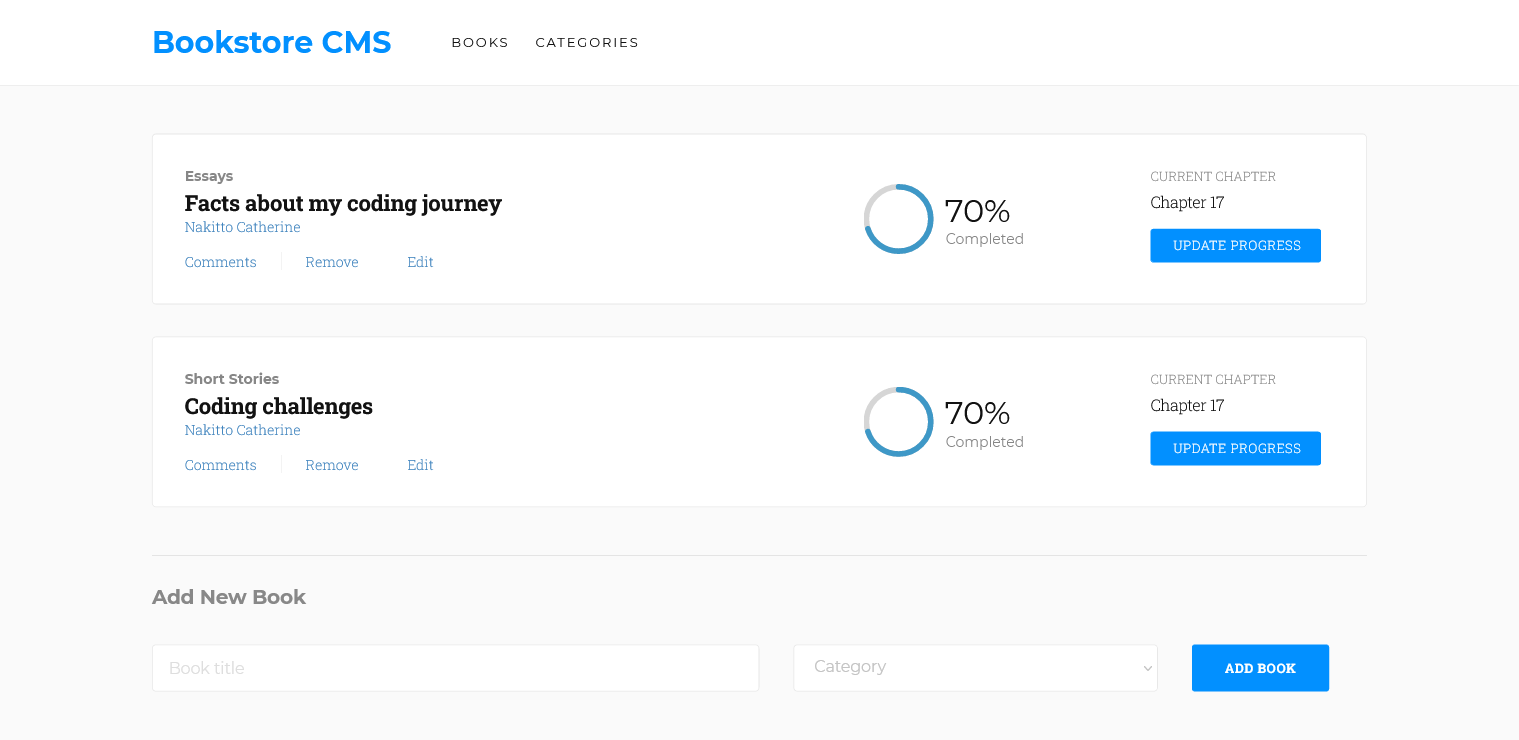 Bookstore CMS
BOOKS
CATEGORIES
Essays
Facts about my coding journey
Nakitto Catherine
Comments
Remove
Edit
70%
Completed
CURRENT CHAPTER
Chapter 17
UPDATE PROGRESS
Short Stories
Coding challenges
Nakitto Catherine
Comments
Remove
Edit
70%
Completed
CURRENT CHAPTER
Chapter 17
UPDATE PROGRESS
Add New Book
Book title
Category
ADD BOOK